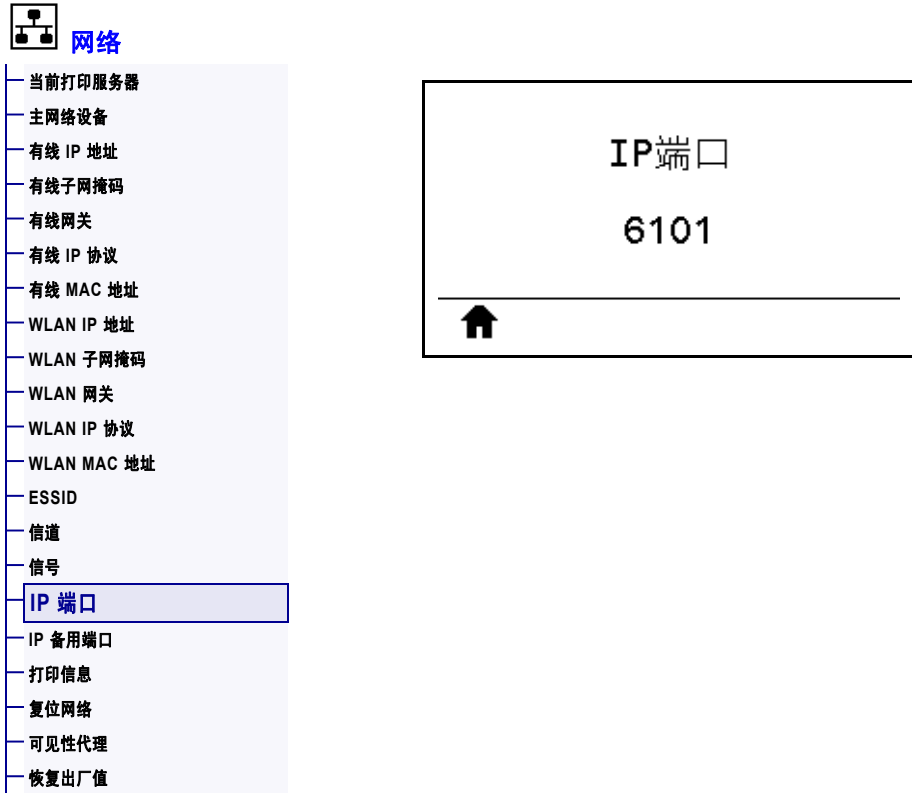 网络
当前打印服务器
主网络设备
有线 IP 地址
有线子网掩码
有线网关
有线 IP 协议
有线 MAC 地址
WLAN IP 地址
WLAN 子网掩码
WLAN 网关
WLAN IP 协议
WLAN MAC 地址
ESSID
信道
信号
IP 端口
IP 备用端口
打印信息
复位网络
可见性代理
恢复出厂值
IP端口
6101